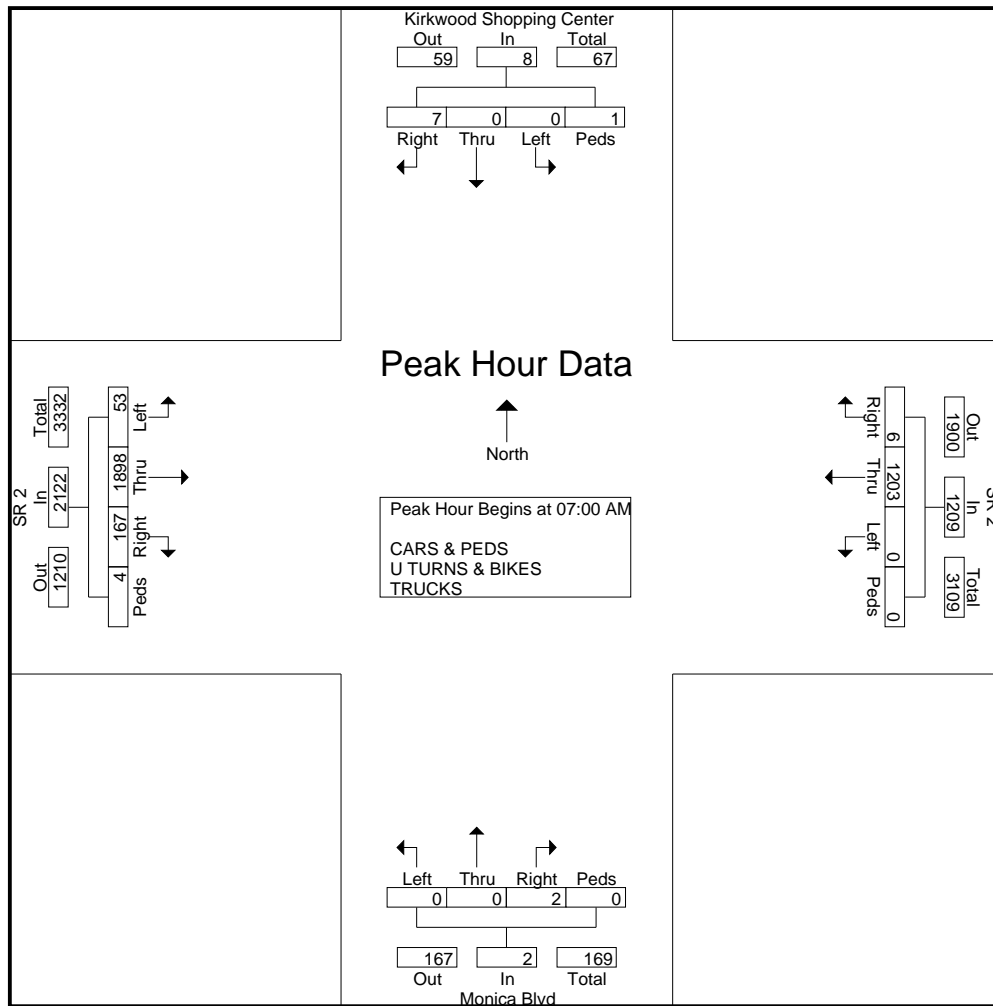 Kirkwood Shopping Center
Out In Total
59 8 67
7 0 0 1
Right Thru Left Peds
Peak Hour Data
North
Peak Hour Begins at 07:00 AM
CARS & PEDS
U TURNS & BIKES
TRUCKS
SR 2
Out In Total
1210 2122 3332
53 1898 167 4
Left Thru Right Peds
SR 2
Out In Total
1900 1209 3109
6 1203 0 0
Right Thru Left Peds
Left Thru Right Peds
0 0 2 0
167 2 169
Out In Total
Monica Blvd